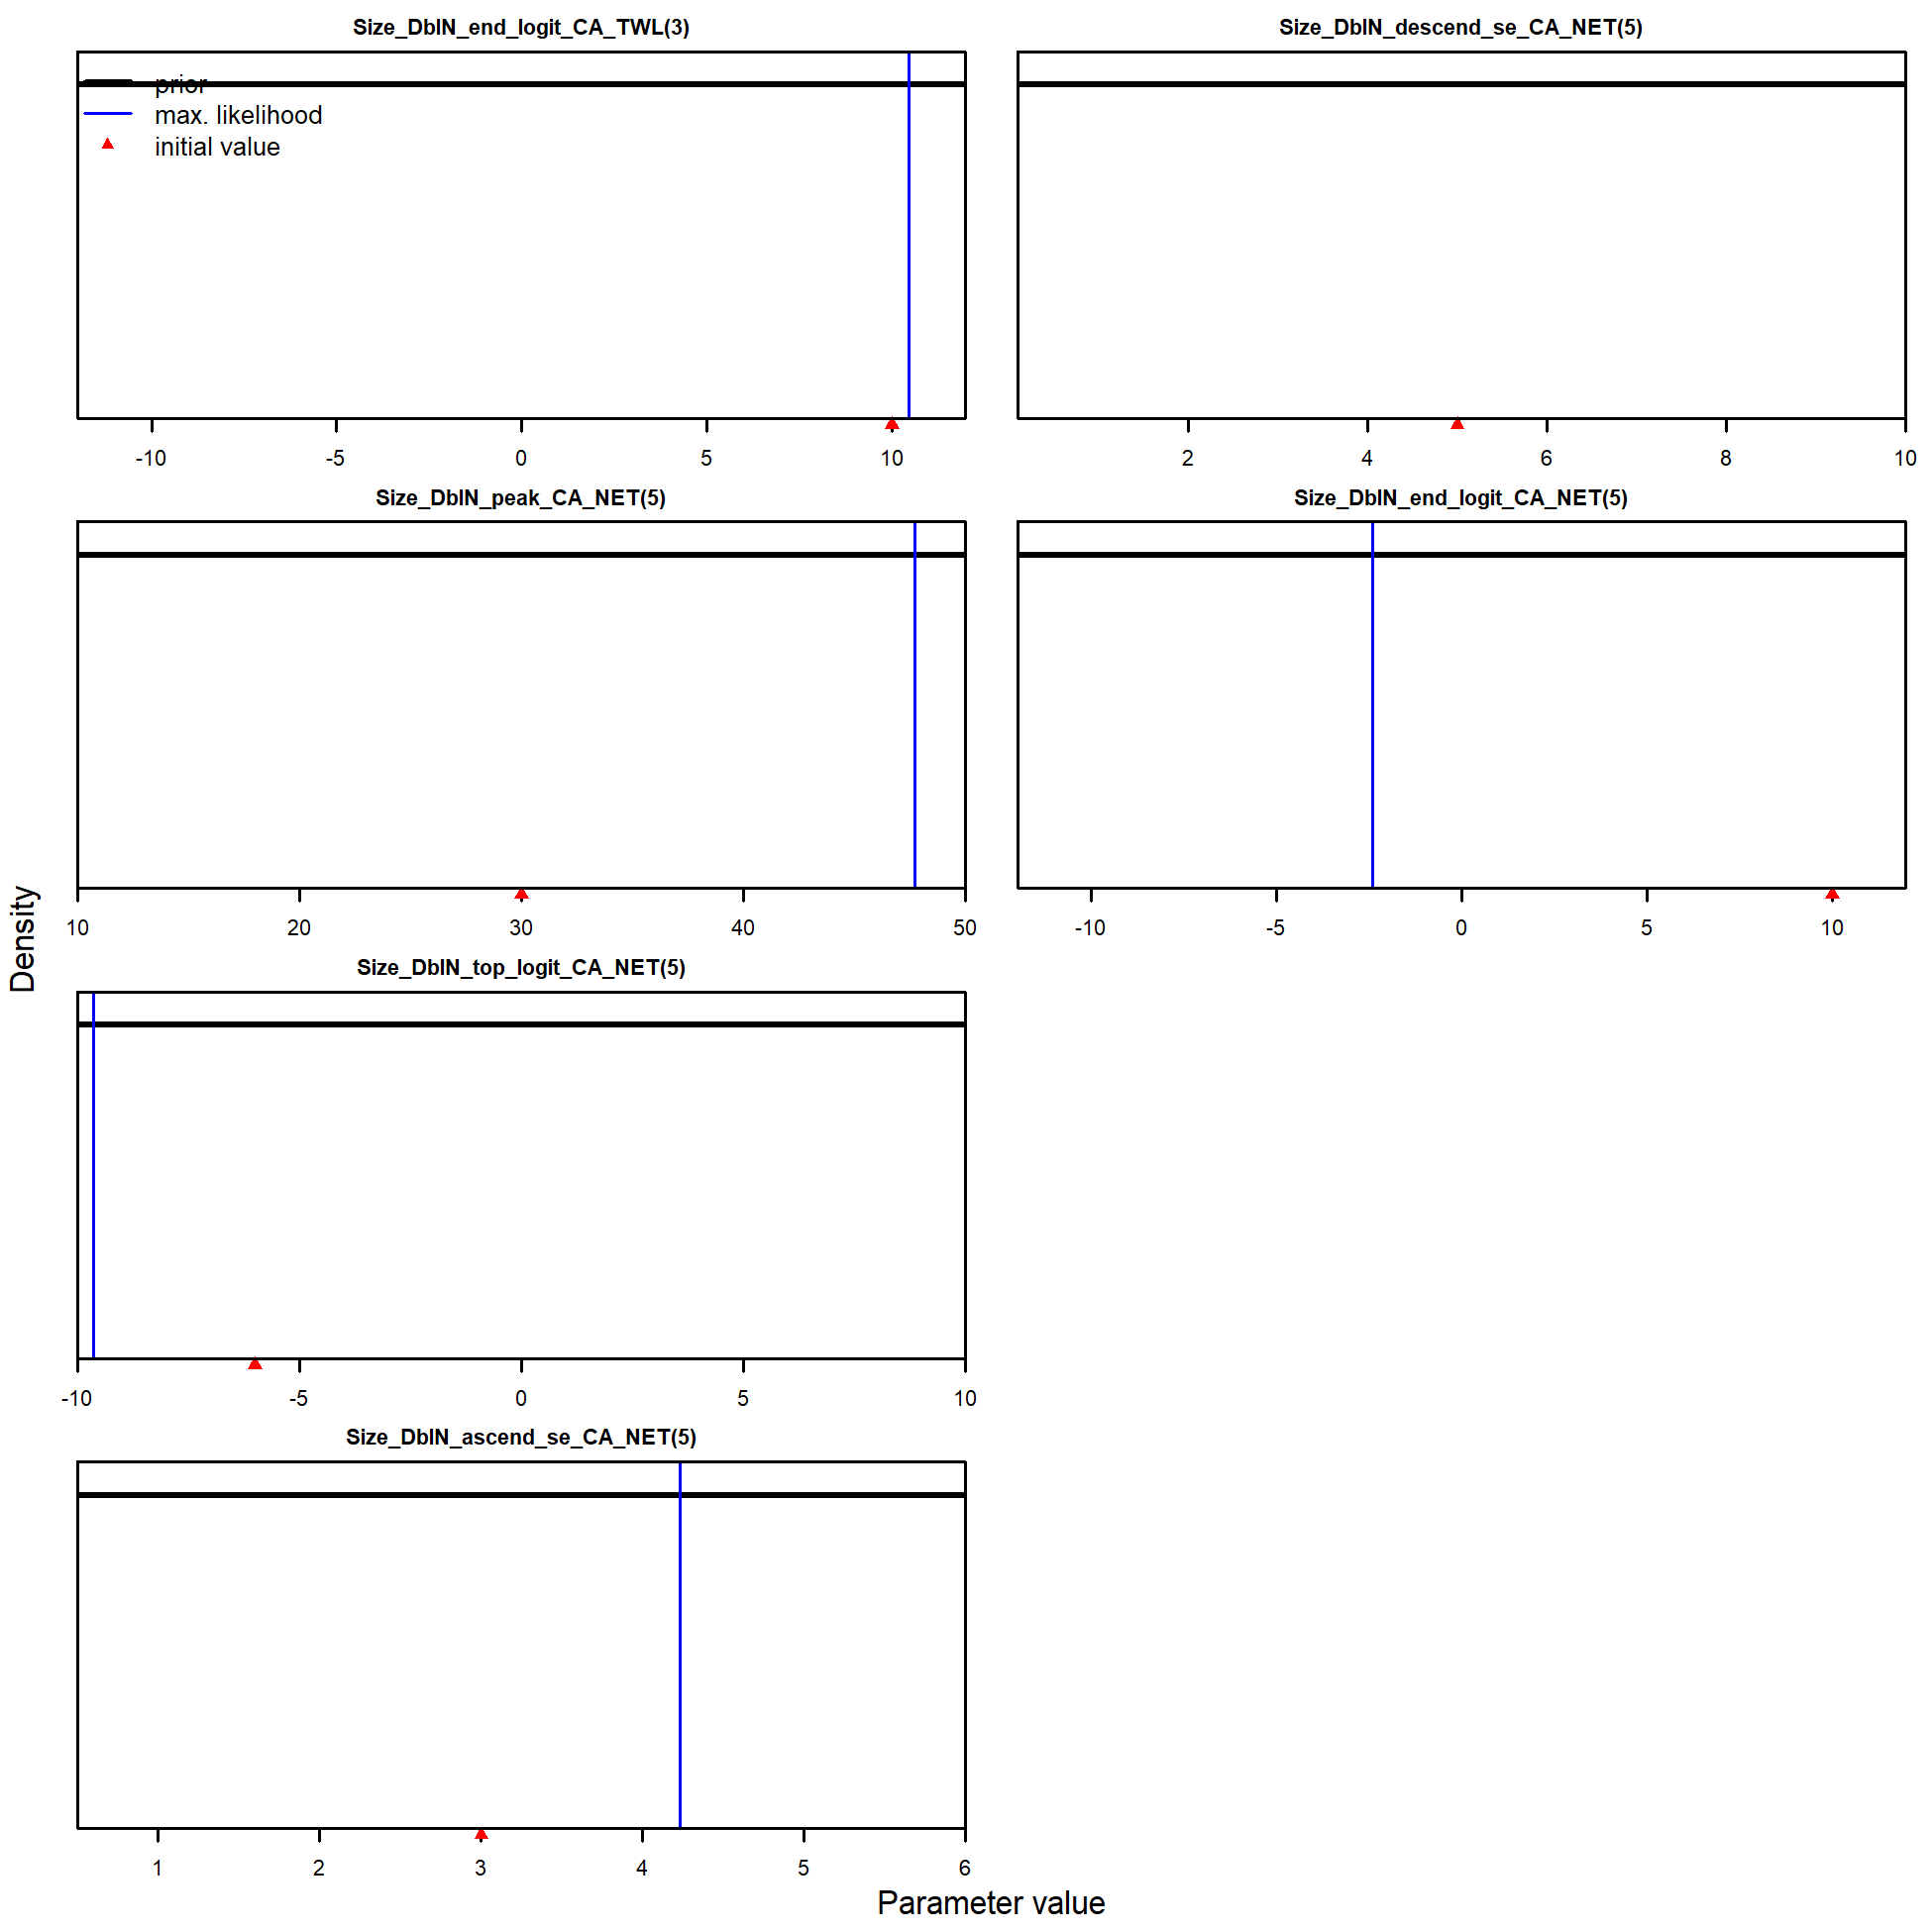 Size_DblN_end_logit_CA_TWL(3)
prior
max. likelihood
initial value
-10 -5 0 5 10
Size_DblN_descend_se_CA_NET(5)
2 4 6 8 10
Size_DblN_peak_CA_NET(5)
10 20 30 40 50
Size_DblN_end_logit_CA_NET(5)
-10 -5 0 5 10
Size_DblN_top_logit_CA_NET(5)
-10 -5 0 5 10
Size_DblN_ascend_se_CA_NET(5)
1 2 3 4 5 6
Density
Parameter value